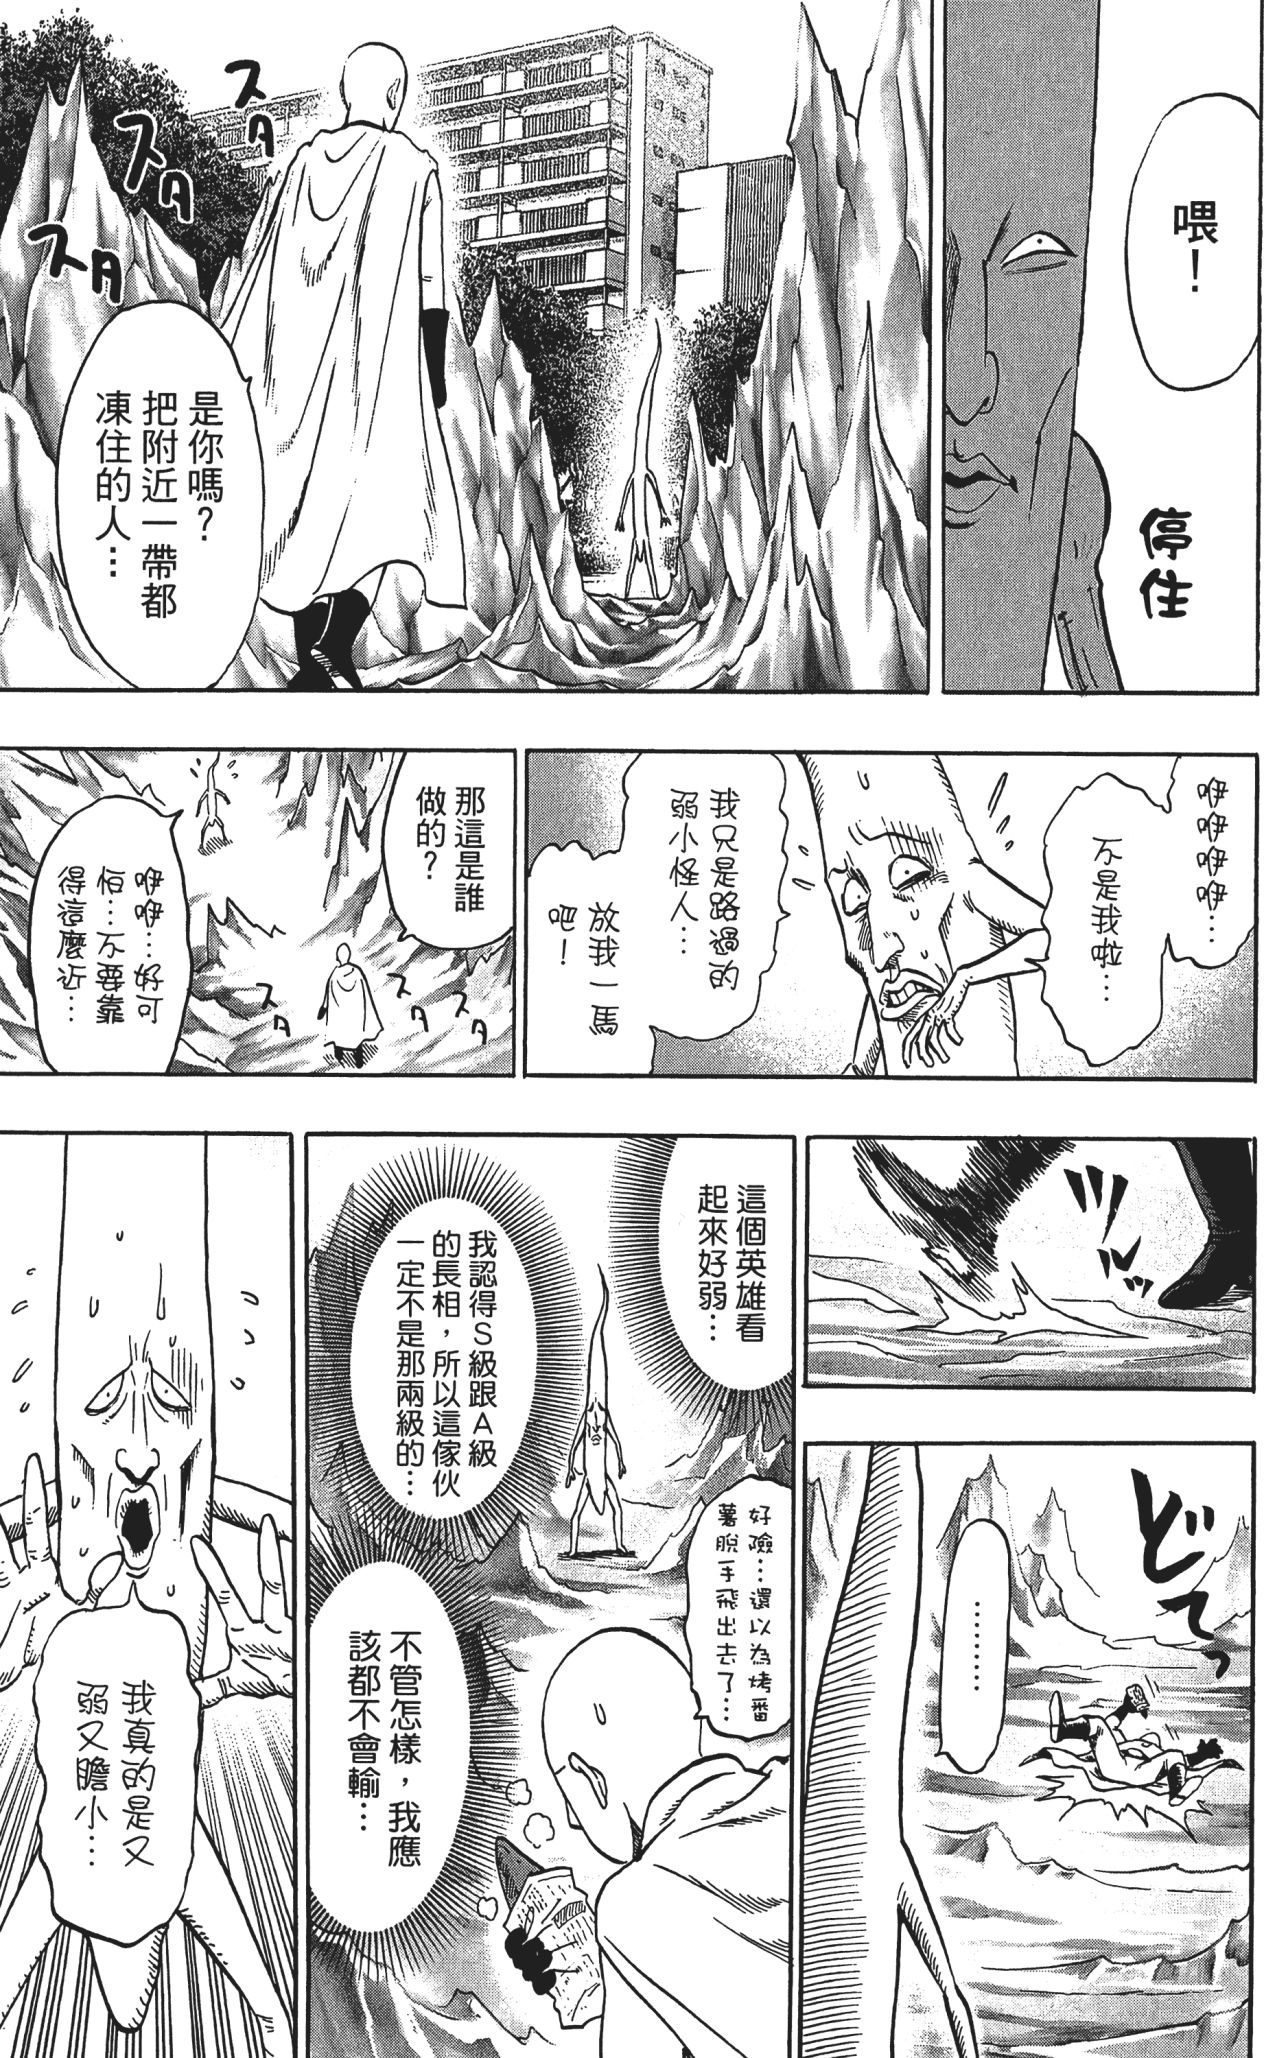 喂！
停住
スタ
スタ
スタ
是你嗎？
把附近一帶都
凍住的人…
咿咿咿咿…
不是我啦…
我只是路過的
弱小怪人…
放我一馬
吧！
那這是誰
做的？
スタ
スタ
スタ
咿咿…好可
怕…不要靠
得這麼近…
ツ
どてっ
………
這個英雄看
起來好弱…
我認得S級跟A級
的長相，所以這傢伙
一定不是那兩級的…
好險…還以為烤番
薯脫手飛出去了…
不管怎樣，我應
該都不會輸…
我真的是又
弱又膽小…